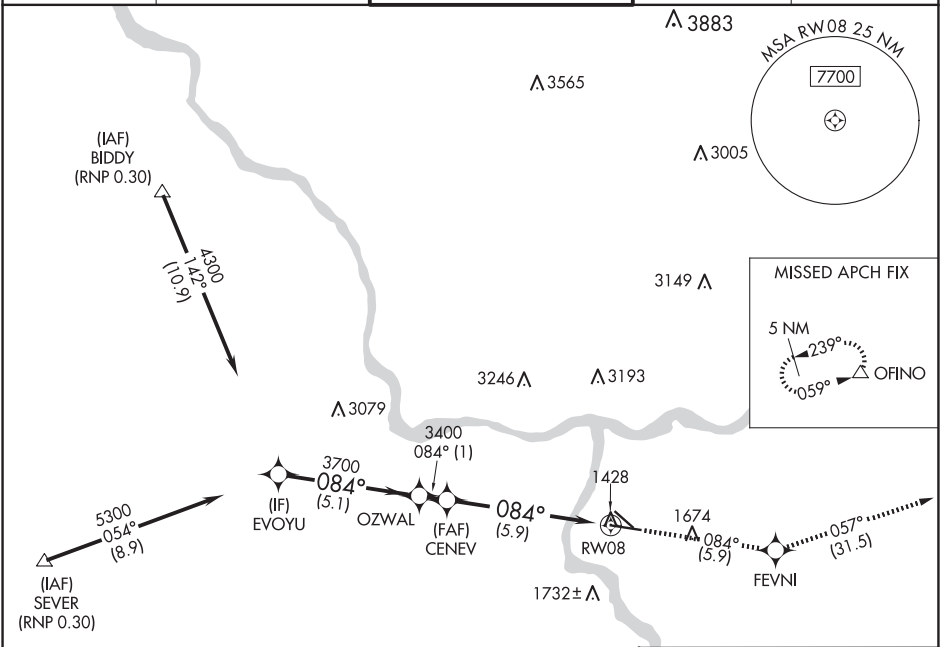 3883
MSA RW08 25 NM
7700
3565
3005
(IAF)
BIDDY
(RNP 0.30)
4300
142°
(10.9)
3149
MISSED APCH FIX
5 NM
239°
059°
OFINO
3246
3193
3079
3400
084° (1)
3700
084°
(5.1)
(IF)
EVOYU
OZWAL
(FAF)
CENEV
084°
(5.9)
1428
RW08
1674
084°
(5.9)
FEVNI
057°
(31.5)
5300
054°
(8.9)
(IAF)
SEVER
(RNP 0.30)
1732±